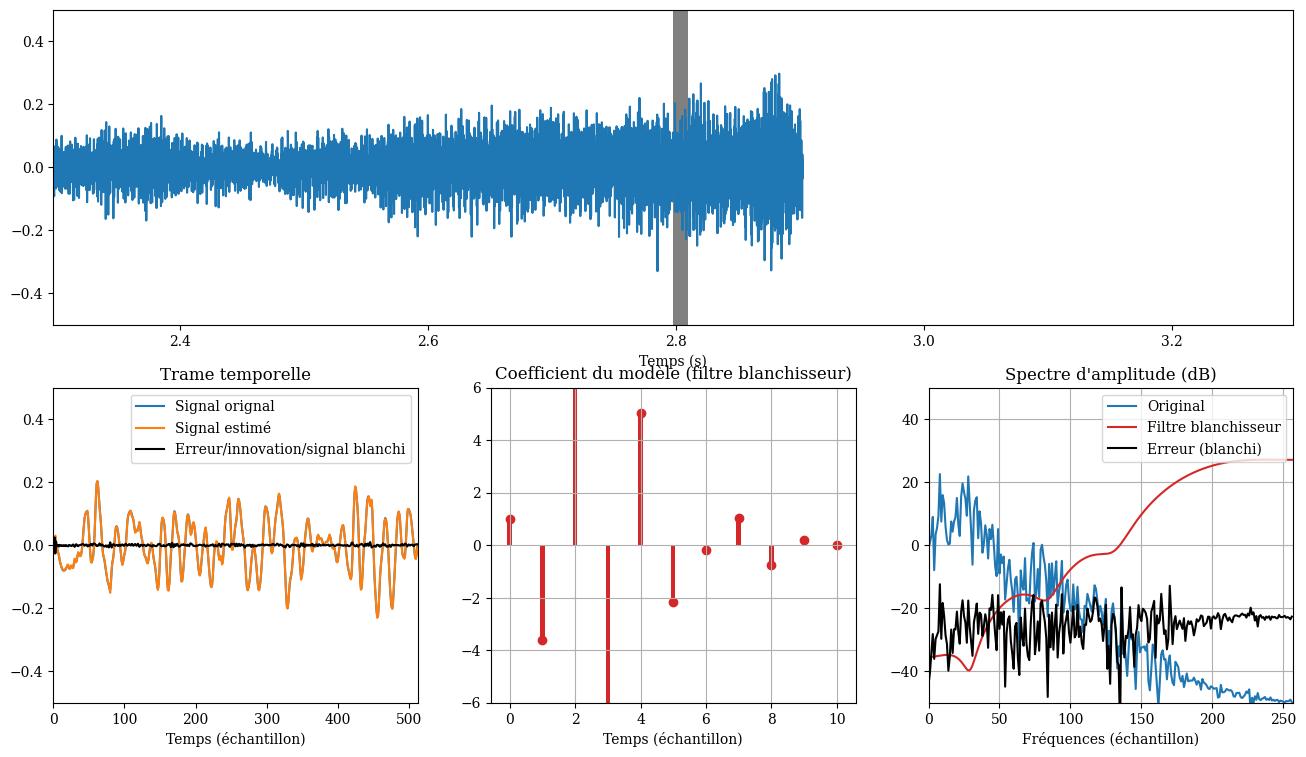 0.4
0.2
0.0
−0.2
−0.4
2.4 2.6 2.8 3.0 3.2
Temps (s)
Trame temporelle
0.4
0.2
0.0
−0.2
−0.4
Signal orignal
Signal estimé
Erreur/innovation/signal blanchi
0 100 200 300 400 500
Temps (échantillon)
Coefficient du modèle (filtre blanchisseur)
6
4
2
0
−2
−4
−6
0 2 4 6 8 10
Temps (échantillon)
Spectre d'amplitude (dB)
40
20
0
−20
−40
Original
Filtre blanchisseur
Erreur (blanchi)
0 50 100 150 200 250
Fréquences (échantillon)